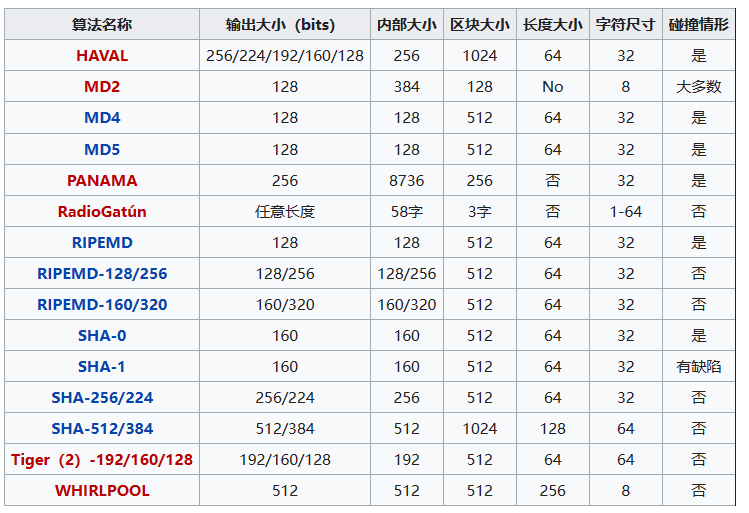 算法名称 输出大小（bits） 内部大小 区块大小 长度大小 字符尺寸 碰撞情形
HAVAL 256/224/192/160/128 256 1024 64 32 是
MD2 128 384 128 No 8 大多数
MD4 128 128 512 64 32 是
MD5 128 128 512 64 32 是
PANAMA 256 8736 256 否 32 是
RadioGatún 任意长度 58字 3字 否 1-64 否
RIPEMD 128 128 512 64 32 是
RIPEMD-128/256 128/256 128/256 512 64 32 否
RIPEMD-160/320 160/320 160/320 512 64 32 否
SHA-0 160 160 512 64 32 是
SHA-1 160 160 512 64 32 有缺陷
SHA-256/224 256/224 256 512 64 32 否
SHA-512/384 512/384 512 1024 128 64 否
Tiger（2）-192/160/128 192/160/128 192 512 64 64 否
WHIRLPOOL 512 512 512 256 8 否